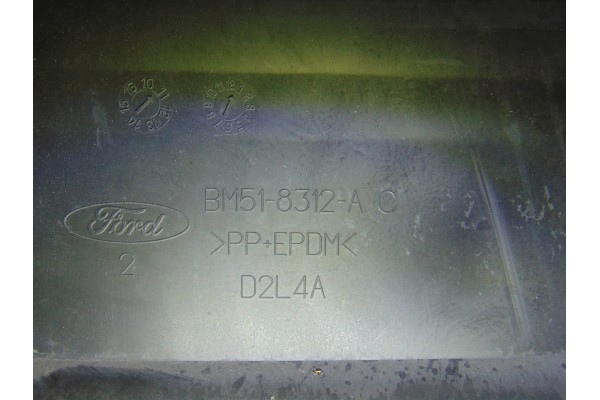 Ford
2
BM51-8312-A C
>PP+EPDM<
D2L4A